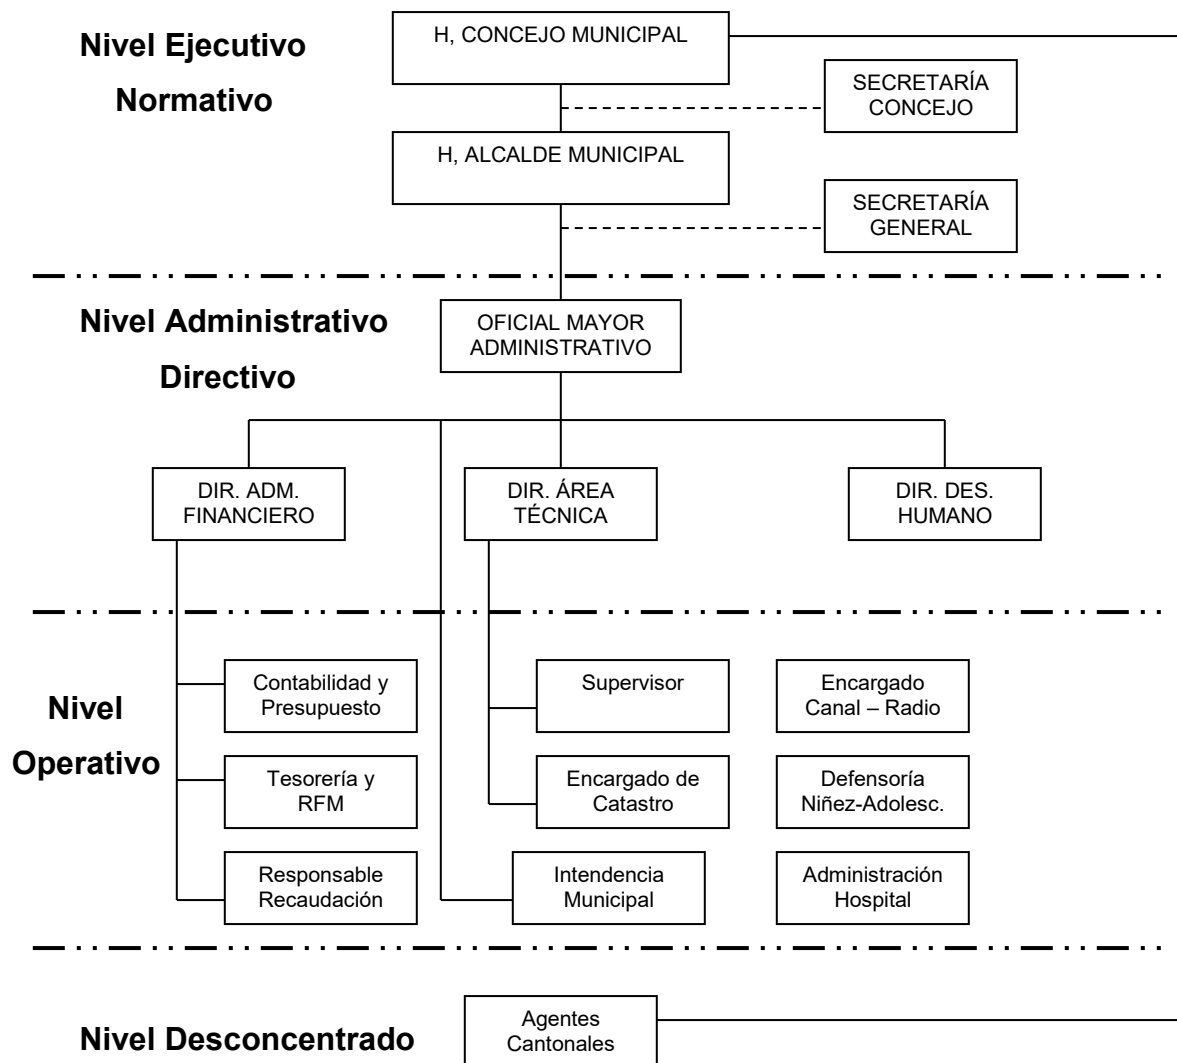 Nivel Ejecutivo
Normativo
H, CONCEJO MUNICIPAL
SECRETARÍA
CONCEJO
H, ALCALDE MUNICIPAL
SECRETARÍA
GENERAL
Nivel Administrativo
Directivo
OFICIAL MAYOR
ADMINISTRATIVO
DIR. ADM.
FINANCIERO
DIR. ÁREA
TÉCNICA
DIR. DES.
HUMANO
Nivel
Operativo
Contabilidad y
Presupuesto
Supervisor
Encargado
Canal – Radio
Tesorería y
RFM
Encargado de
Catastro
Defensoría
Niñez-Adolesc.
Responsable
Recaudación
Intendencia
Municipal
Administración
Hospital
Nivel Desconcentrado
Agentes
Cantonales